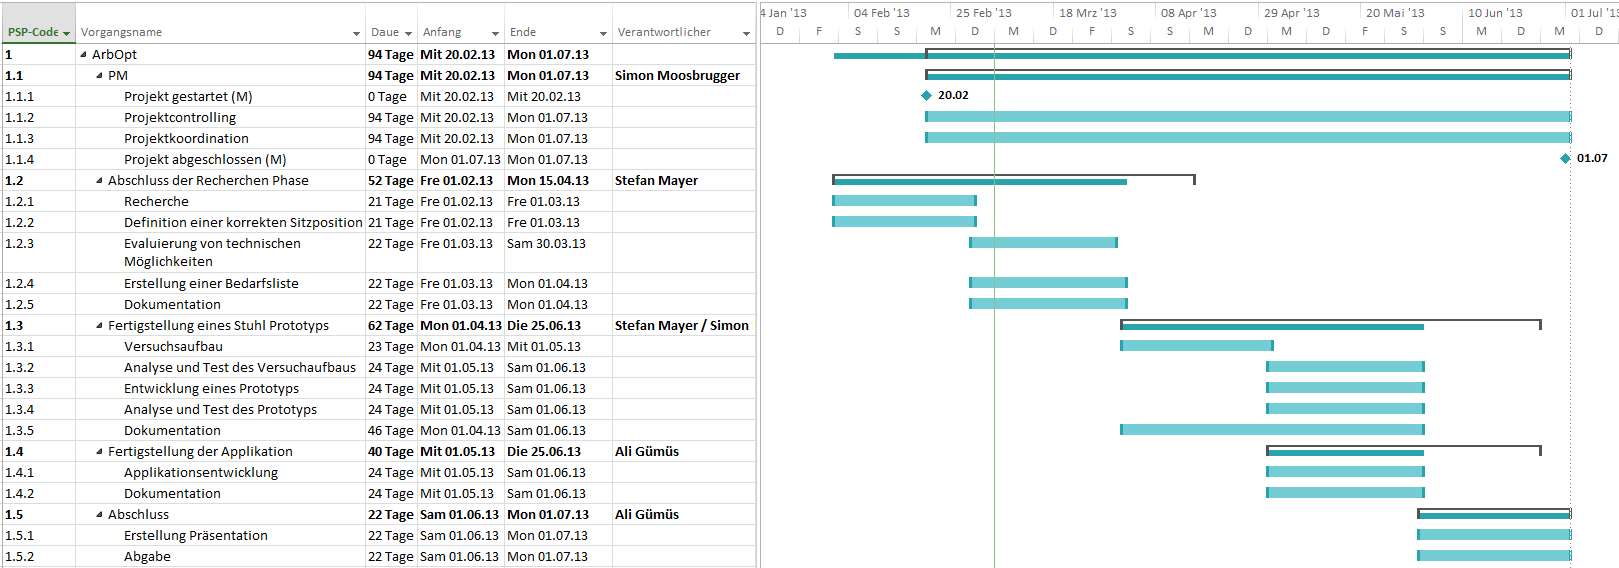 4 Jan '13 04 Feb '13 25 Feb '13 18 Mrz '13 08 Apr '13 29 Apr '13 20 Mai '13 10 Jun '13 01 Jul '13
PSP-Code Vorgangsname Daue Anfang Ende Verantwortlicher D F S S M D M D F S S M D M D F S S M D M D
1 ArbOpt 94 Tage Mit 20.02.13 Mon 01.07.13
1.1 PM 94 Tage Mit 20.02.13 Mon 01.07.13 Simon Moosbrugger
1.1.1 Projekt gestartet (M) 0 Tage Mit 20.02.13 Mit 20.02.13 20.02
1.1.2 Projektcontrolling 94 Tage Mit 20.02.13 Mon 01.07.13
1.1.3 Projektkoordination 94 Tage Mit 20.02.13 Mon 01.07.13
1.1.4 Projekt abgeschlossen (M) 0 Tage Mon 01.07.13 Mon 01.07.13 01.07
1.2 Abschluss der Recherchen Phase 52 Tage Fre 01.02.13 Mon 15.04.13 Stefan Mayer
1.2.1 Recherche 21 Tage Fre 01.02.13 Fre 01.03.13
1.2.2 Definition einer korrekten Sitzposition 21 Tage Fre 01.02.13 Fre 01.03.13
1.2.3 Evaluierung von technischen 22 Tage Fre 01.03.13 Sam 30.03.13
Möglichkeiten
1.2.4 Erstellung einer Bedarfsliste 22 Tage Fre 01.03.13 Mon 01.04.13
1.2.5 Dokumentation 22 Tage Fre 01.03.13 Mon 01.04.13
1.3 Fertigstellung eines Stuhl Prototyps 62 Tage Mon 01.04.13 Die 25.06.13 Stefan Mayer / Simon
1.3.1 Versuchsaufbau 23 Tage Mon 01.04.13 Mit 01.05.13
1.3.2 Analyse und Test des Versuchaufbaus 24 Tage Mit 01.05.13 Sam 01.06.13
1.3.3 Entwicklung eines Prototyps 24 Tage Mit 01.05.13 Sam 01.06.13
1.3.4 Analyse und Test des Prototyps 24 Tage Mit 01.05.13 Sam 01.06.13
1.3.5 Dokumentation 46 Tage Mon 01.04.13 Sam 01.06.13
1.4 Fertigstellung der Applikation 40 Tage Mit 01.05.13 Die 25.06.13 Ali Gümüs
1.4.1 Applikationsentwicklung 24 Tage Mit 01.05.13 Sam 01.06.13
1.4.2 Dokumentation 24 Tage Mit 01.05.13 Sam 01.06.13
1.5 Abschluss 22 Tage Sam 01.06.13 Mon 01.07.13 Ali Gümüs
1.5.1 Erstellung Präsentation 22 Tage Sam 01.06.13 Mon 01.07.13
1.5.2 Abgabe 22 Tage Sam 01.06.13 Mon 01.07.13